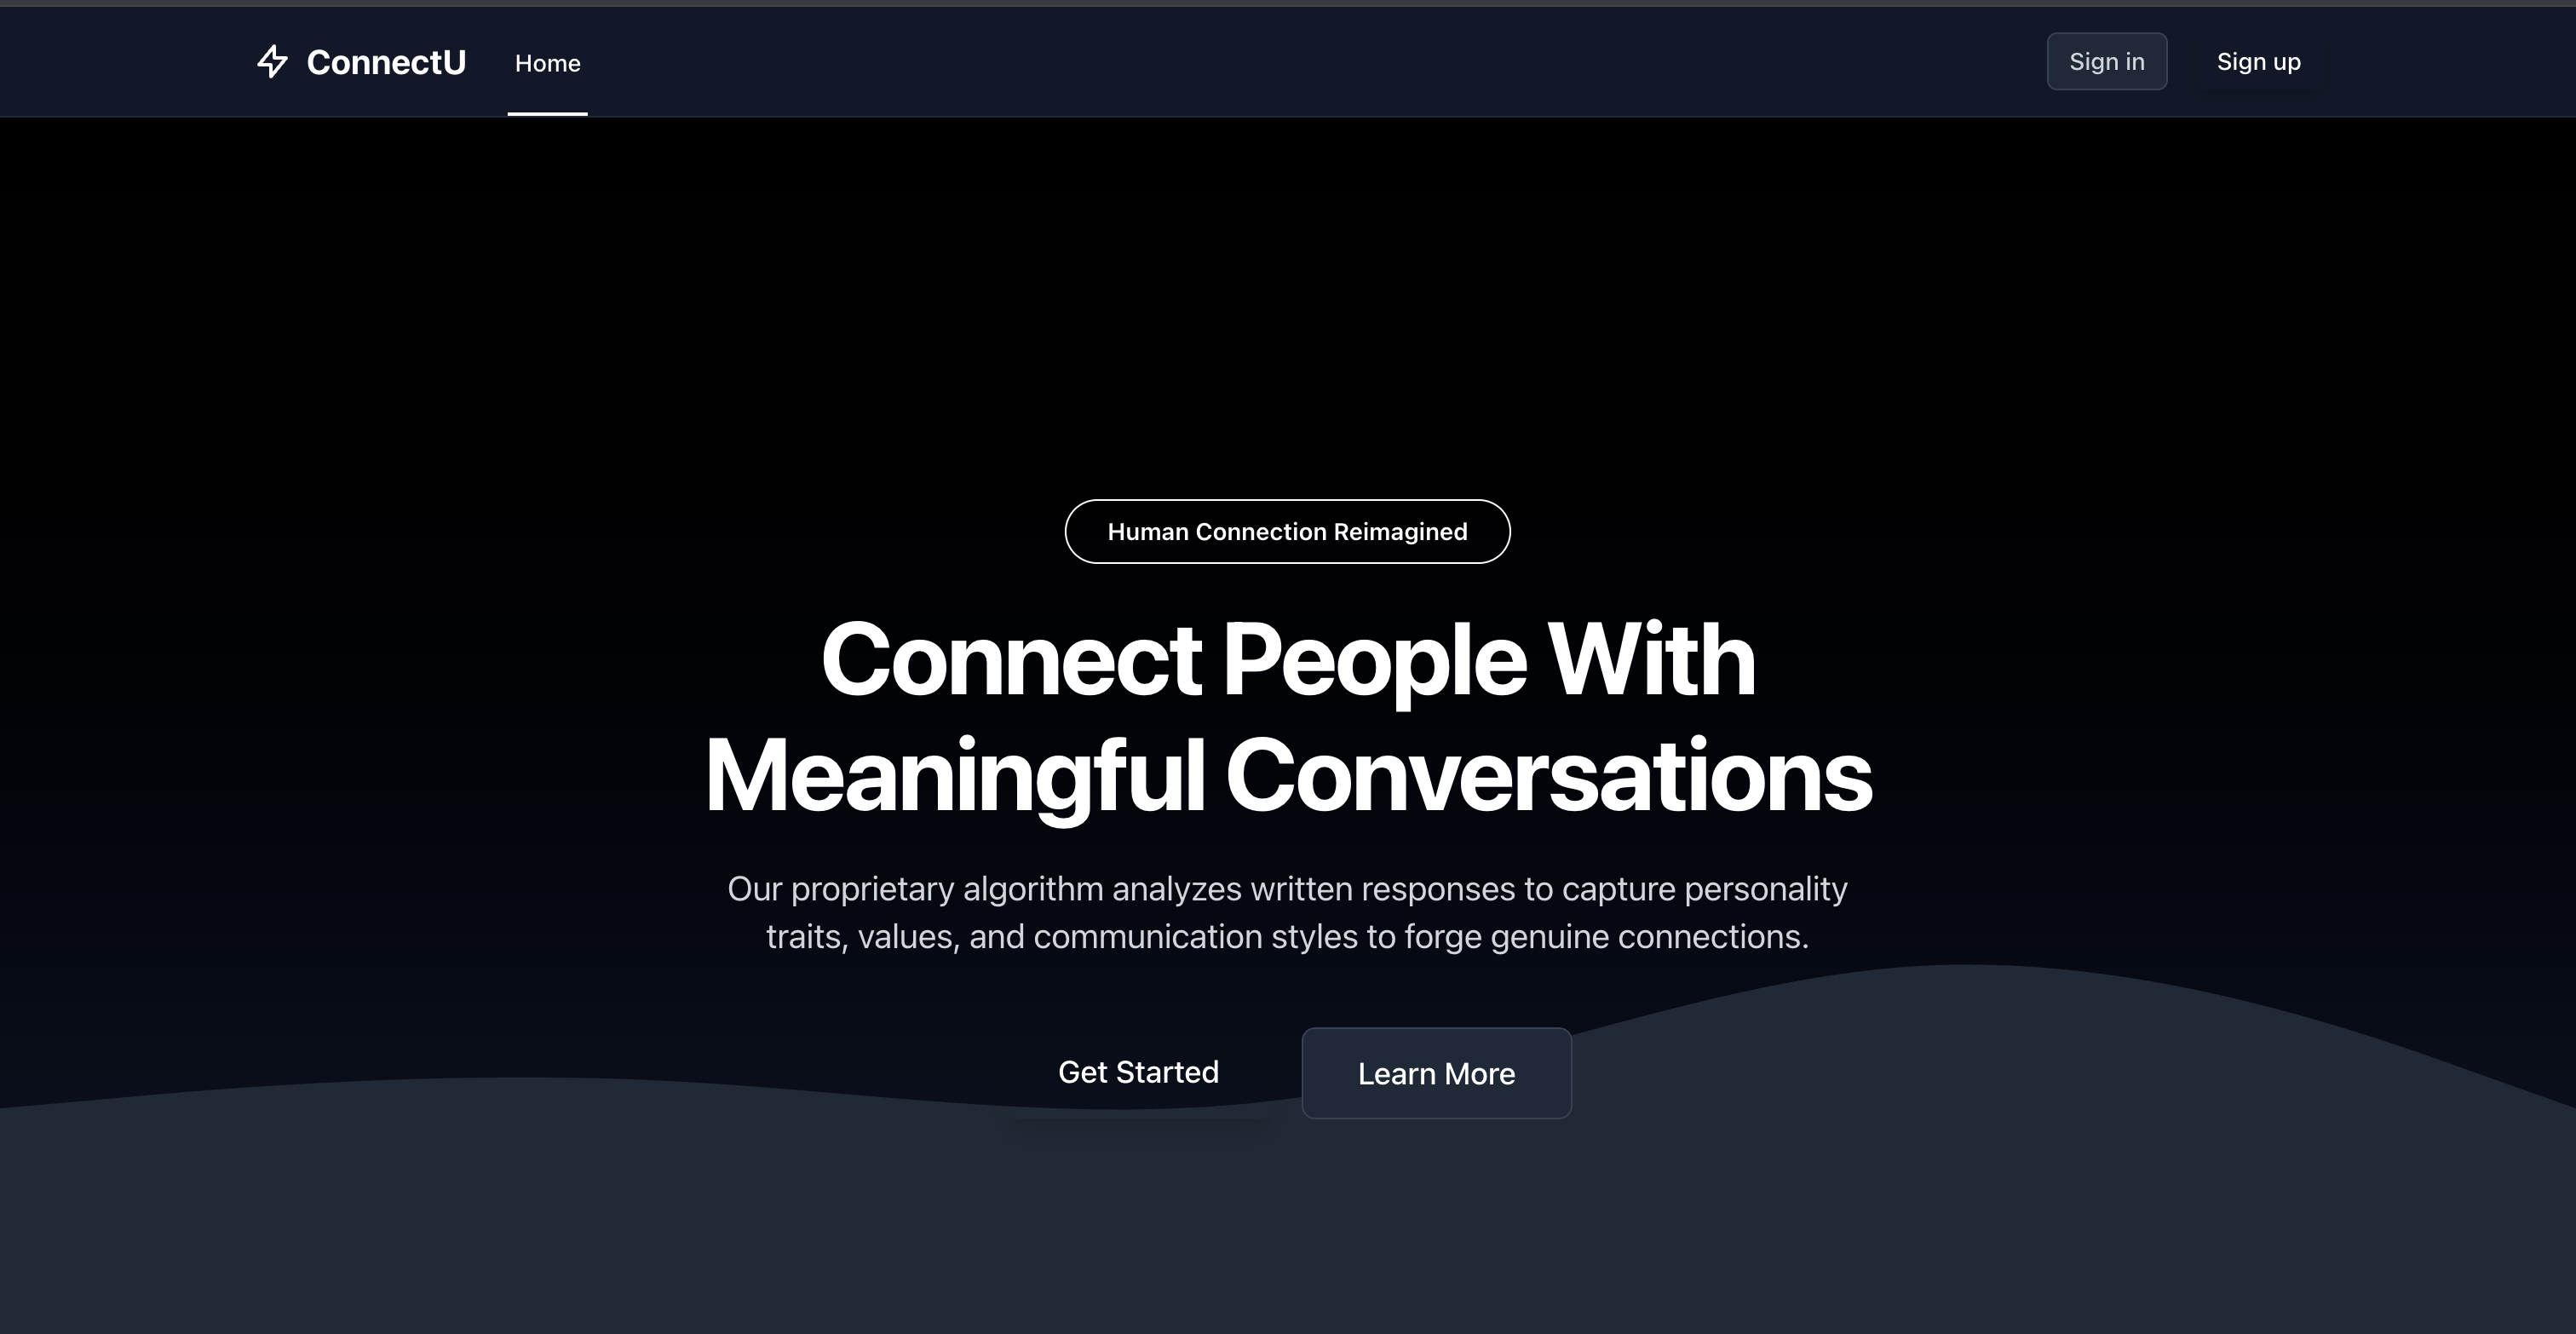 ConnectU
Home
Sign in
Sign up
Human Connection Reimagined
Connect People With
Meaningful Conversations
Our proprietary algorithm analyzes written responses to capture personality
traits, values, and communication styles to forge genuine connections.
Get Started
Learn More